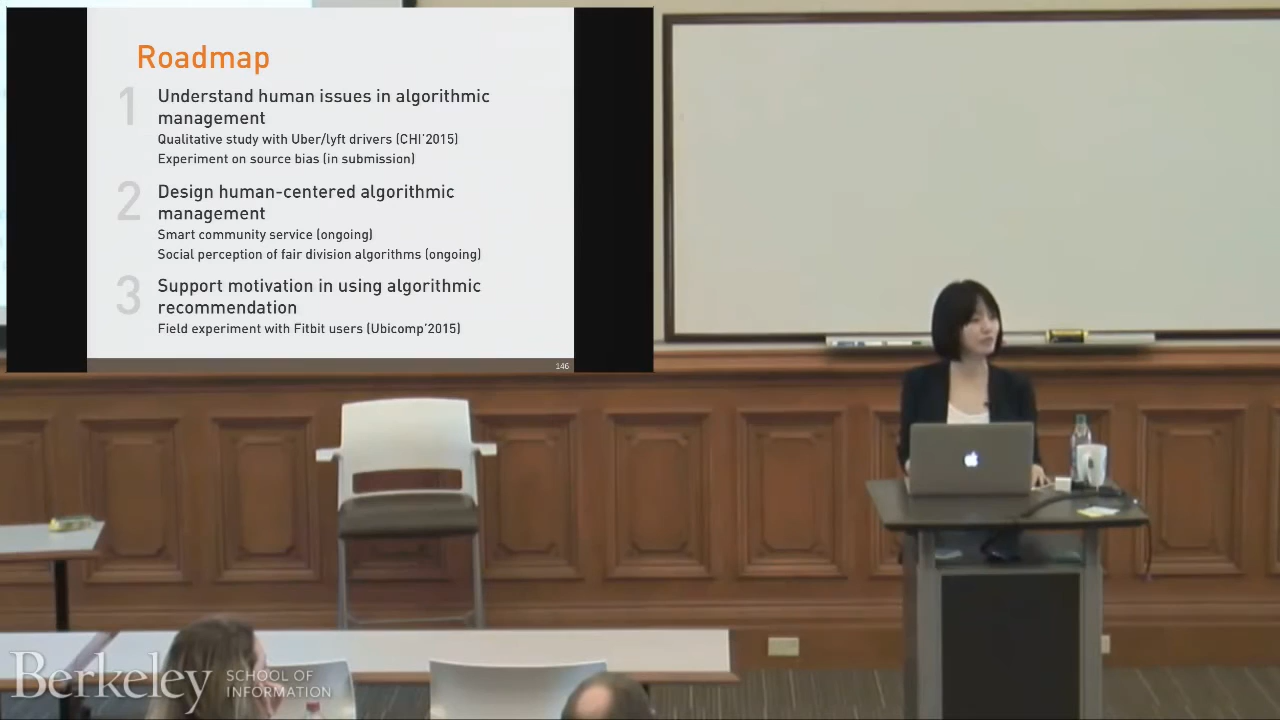 Roadmap
1
Understand human issues in algorithmic
management
Qualitative study with Uber/lyft drivers (CHI'2015)
Experiment on source bias (in submission)
2
Design human-centered algorithmic
management
Smart community service (ongoing)
Social perception of fair division algorithms (ongoing)
3
Support motivation in using algorithmic
recommendation
Field experiment with Fitbit users (Ubicomp'2015)
146
Berkeley
SCHOOL OF
INFORMATION